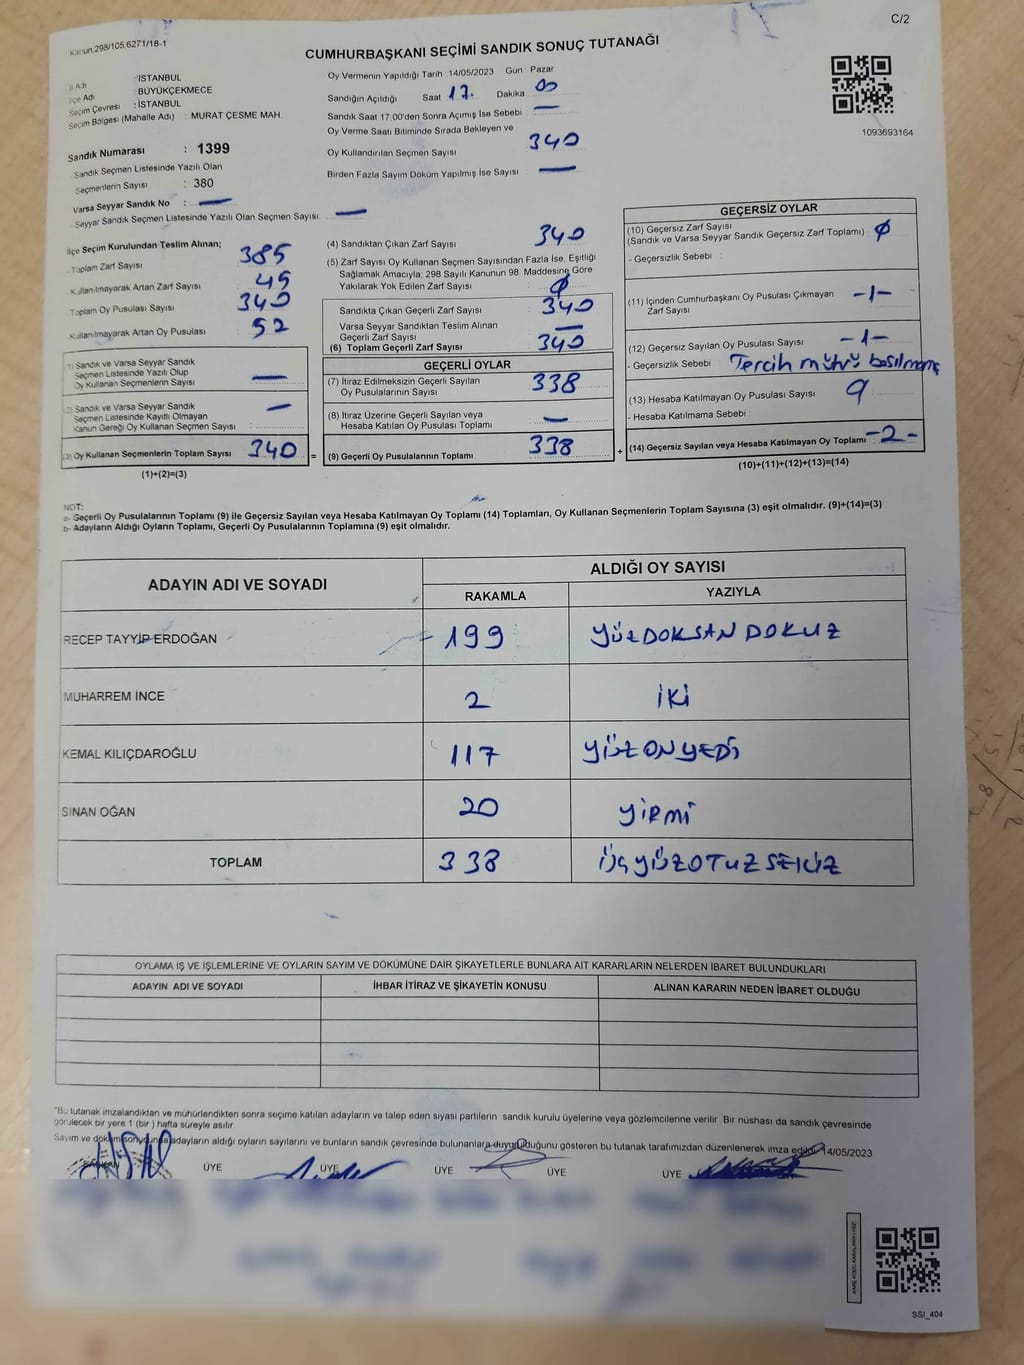 Kanun:298/105,6271/18-1
C/2
CUMHURBAŞKANI SEÇİMİ SANDIK SONUÇ TUTANAĞI
İl Adı : İSTANBUL
İlçe Adı : BÜYÜKÇEKMECE
Seçim Çevresi : İSTANBUL
Seçim Bölgesi (Mahalle Adı) : MURAT ÇESME MAH.
Sandık Numarası : 1399
Sandık Seçmen Listesinde Yazılı Olan
Seçmenlerin Sayısı : 380
Varsa Seyyar Sandık No : —
Seyyar Sandık Seçmen Listesinde Yazılı Olan Seçmen Sayısı: —
Oy Vermenin Yapıldığı Tarih 14/05/2023 Gün Pazar
Sandığın Açıldığı Saat 17. Dakika 00
Sandık Saat 17:00'den Sonra Açımış İse Sebebi : —
Oy Verme Saati Bitiminde Sırada Bekleyen ve
Oy Kullandırılan Seçmen Sayısı 340
Birden Fazla Sayım Döküm Yapılmış İse Sayısı : —
1093693164
İlçe Seçim Kurulundan Teslim Alınan;
Toplam Zarf Sayısı 385
Kullanılmayarak Artan Zarf Sayısı 45
Toplam Oy Pusulası Sayısı 340
Kullanılmayarak Artan Oy Pusulası 52
(1) Sandık ve Varsa Seyyar Sandık
Seçmen Listesinde Yazılı Olup
Oy Kullanan Seçmenlerin Sayısı —
(2) Sandık ve Varsa Seyyar Sandık
Seçmen Listesinde Kayıtlı Olmayan
Kanun Gereği Oy Kullanan Seçmen Sayısı : —
(3) Oy Kullanan Seçmenlerin Toplam Sayısı 340 =
(1)+(2)=(3)
(4) Sandıktan Çıkan Zarf Sayısı 340
(5) Zarf Sayısı Oy Kullanan Seçmen Sayısından Fazla İse, Eşitliği
Sağlamak Amacıyla; 298 Sayılı Kanunun 98. Maddesine Göre
Yakılarak Yok Edilen Zarf Sayısı : Ø
Sandıkta Çıkan Geçerli Zarf Sayısı 340
Varsa Seyyar Sandıktan Teslim Alınan
Geçerli Zarf Sayısı —
(6) Toplam Geçerli Zarf Sayısı 340
GEÇERLİ OYLAR
(7) İtiraz Edilmeksizin Geçerli Sayılan
Oy Pusulalarının Sayısı 338
(8) İtiraz Üzerine Geçerli Sayılan veya
Hesaba Katılan Oy Pusulası Toplamı —
(9) Geçerli Oy Pusulalarının Toplamı 338 +
GEÇERSİZ OYLAR
(10) Geçersiz Zarf Sayısı
(Sandık ve Varsa Seyyar Sandık Geçersiz Zarf Toplamı) Ø
- Geçersizlik Sebebi :
(11) İçinden Cumhurbaşkanı Oy Pusulası Çıkmayan
Zarf Sayısı -1-
(12) Geçersiz Sayılan Oy Pusulası Sayısı -1-
- Geçersizlik Sebebi : Tercih mührü basılmamış
(13) Hesaba Katılmayan Oy Pusulası Sayısı
- Hesaba Katılmama Sebebi :
(14) Geçersiz Sayılan veya Hesaba Katılmayan Oy Toplamı : -2-
(10)+(11)+(12)+(13)=(14)
NOT:
a- Geçerli Oy Pusulalarının Toplamı (9) ile Geçersiz Sayılan veya Hesaba Katılmayan Oy Toplamı (14) Toplamları, Oy Kullanan Seçmenlerin Toplam Sayısına (3) eşit olmalıdır. (9)+(14)=(3)
b- Adayların Aldığı Oyların Toplamı, Geçerli Oy Pusulalarının Toplamına (9) eşit olmalıdır.
ADAYIN ADI VE SOYADI
ALDIĞI OY SAYISI
RAKAMLA YAZIYLA
RECEP TAYYİP ERDOĞAN 199 YÜZDOKSAN DOKUZ
MUHARREM İNCE 2 İKİ
KEMAL KILIÇDAROĞLU 117 YÜZ ONYEDİ
SİNAN OĞAN 20 YİRMİ
TOPLAM 338 ÜÇYÜZOTUZSEKİZ
OYLAMA İŞ VE İŞLEMLERİNE VE OYLARIN SAYIM VE DÖKÜMÜNE DAİR ŞİKAYETLERLE BUNLARA AİT KARARLARIN NELERDEN İBARET BULUNDUKLARI
ADAYIN ADI VE SOYADI İHBAR İTİRAZ VE ŞİKAYETİN KONUSU ALINAN KARARIN NEDEN İBARET OLDUĞU
"Bu tutanak imzalandıktan ve mühürlendikten sonra seçime katılan adayların ve talep eden siyasi partilerin sandık kurulu üyelerine veya gözlemcilerine verilir. Bir nüshası da sandık çevresinde
görülecek bir yere 1 (bir ) hafta süreyle asılır.
Sayım ve döküm sonucunda adayların aldığı oyların sayılarını ve bunların sandık çevresinde bulunanlara duyurulduğunu gösteren bu tutanak tarafımızdan düzenlenerek imza edildi. 14/05/2023
BAŞKAN ÜYE ÜYE ÜYE ÜYE ÜYE
SSI_404